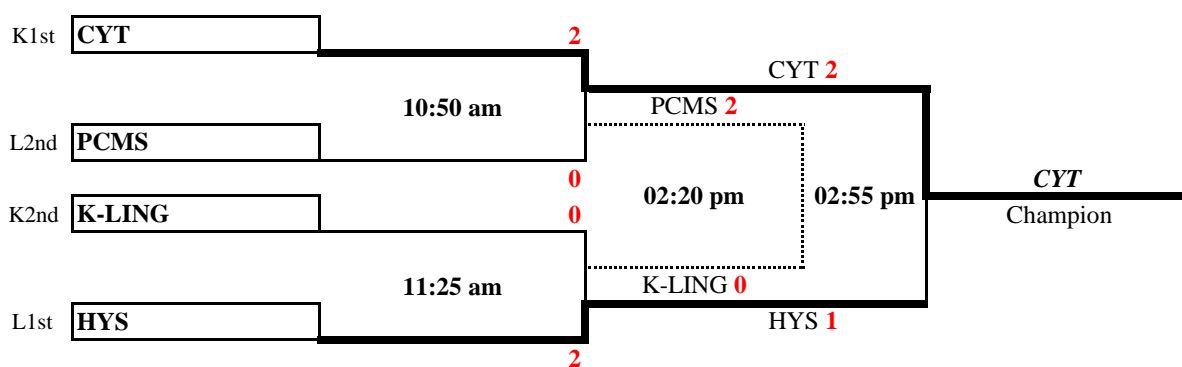 K1st CYT 2
CYT 2
10:50 am
PCMS 2
L2nd PCMS
0
02:20 pm 02:55 pm
CYT
Champion
K2nd K-LING 0
11:25 am
K-LING 0
L1st HYS
HYS 1
2